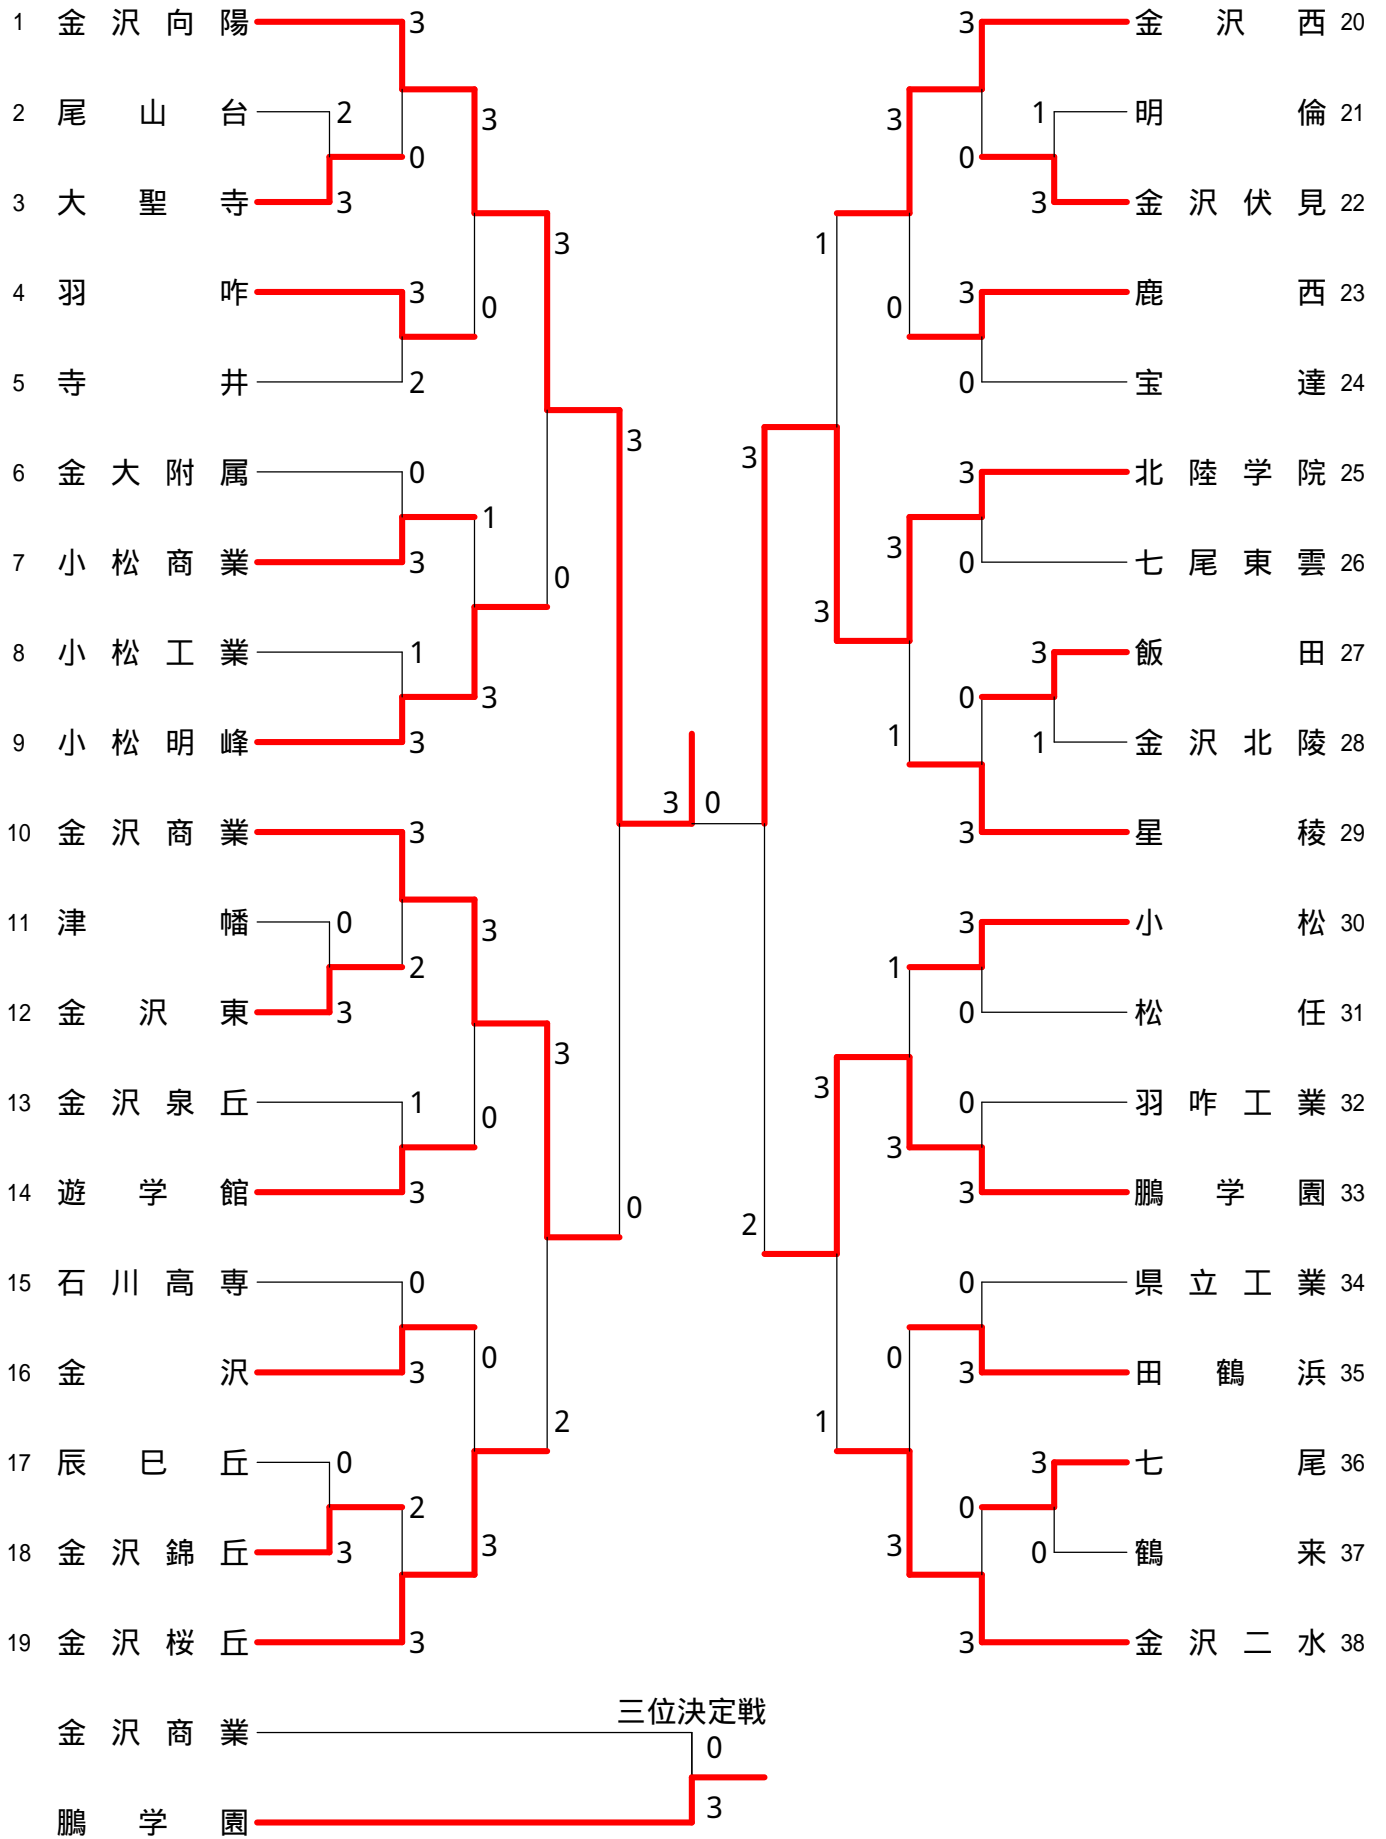 1 金沢向陽 3 3 金沢西 20
2 尾山台 2 3 3 1 明倫 21
0 0
3 大聖寺 3 3 金沢伏見 22
3 1
4 羽咋 3 0 0 3 鹿西 23
5 寺井 2 0 宝達 24
3 3
6 金大附属 0 3 北陸学院 25
1 3
7 小松商業 3 0 0 七尾東雲 26
3
8 小松工業 1 3 飯田 27
3 0
9 小松明峰 3 1 1 金沢北陵 28
3 0
10 金沢商業 3 3 星稜 29
11 津幡 0 3 3 小松 30
2 1
12 金沢東 3 0 松任 31
3 3
13 金沢泉丘 1 0 0 羽咋工業 32
3
14 遊学館 3 0 2 3 鵬学園 33
15 石川高専 0 0 県立工業 34
0 0
16 金沢 3 3 田鶴浜 35
2 1
17 辰巳丘 0 3 七尾 36
2 0
18 金沢錦丘 3 3 3 0 鶴来 37
19 金沢桜丘 3 3 金沢二水 38
三位決定戦
金沢商業 0
鵬学園 3